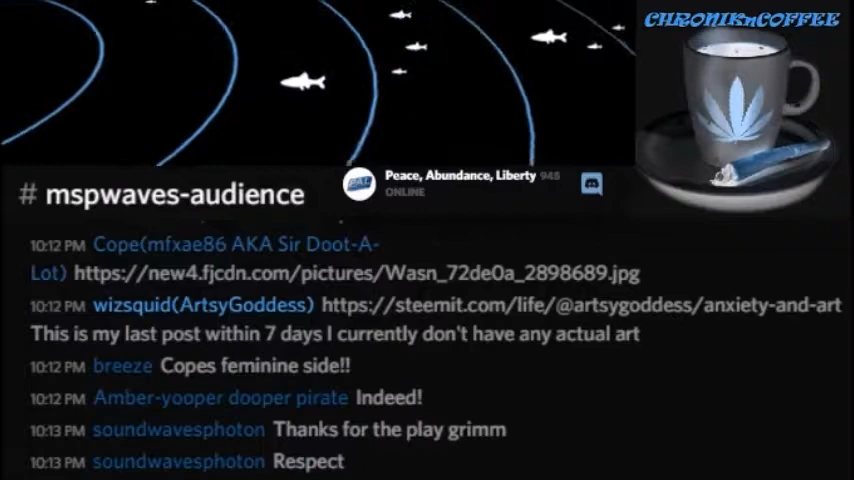 CHRONIKnCOFFEE
Peace, Abundance, Liberty 945
PAL
ONLINE
# mspwaves-audience
10:12 PM Cope(mfxae86 AKA Sir Doot-A-
Lot) https://new4.fjcdn.com/pictures/Wasn_72de0a_2898689.jpg
10:12 PM wizsquid(ArtsyGoddess) https://steemit.com/life/@artsygoddess/anxiety-and-art
This is my last post within 7 days I currently don't have any actual art
10:12 PM breeze Copes feminine side!!
10:12 PM Amber-yooper dooper pirate Indeed!
10:13 PM soundwavesphoton Thanks for the play grimm
10:13 PM soundwavesphoton Respect